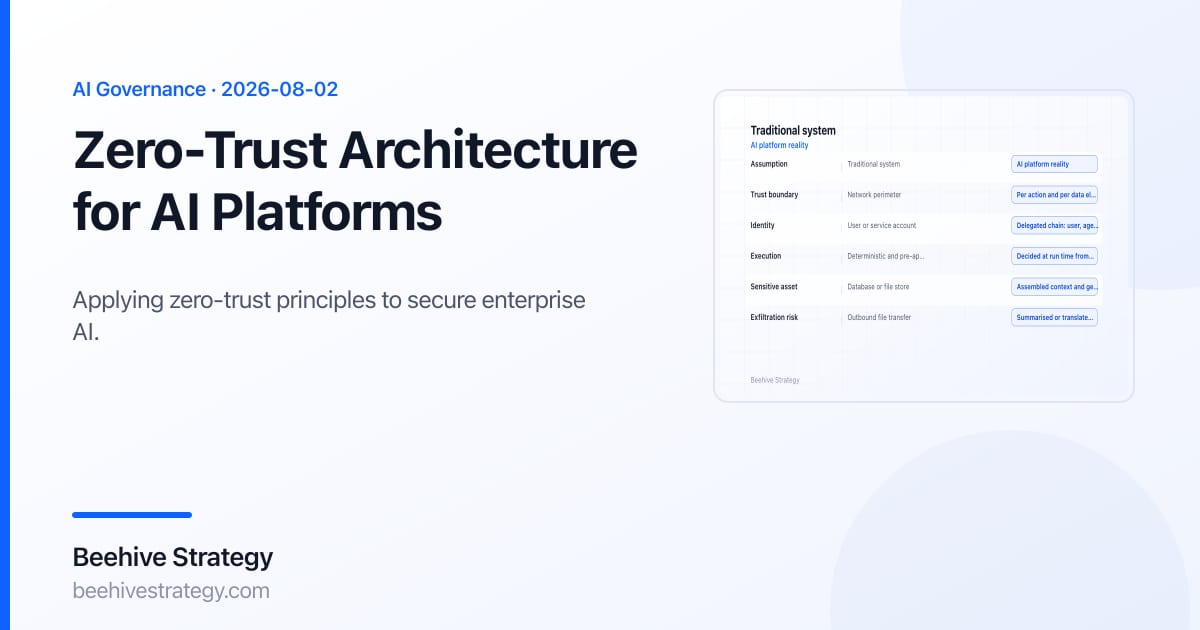 AI Governance · 2026-08-02
Zero-Trust Architecture
for AI Platforms
Applying zero-trust principles to secure enterprise
AI.
Beehive Strategy
beehivestrategy.com
Traditional system
AI platform reality
Assumption Traditional system AI platform reality
Trust boundary Network perimeter Per action and per data el...
Identity User or service account Delegated chain: user, age...
Execution Deterministic and pre-ap... Decided at run time from...
Sensitive asset Database or file store Assembled context and ge...
Exfiltration risk Outbound file transfer Summarised or translate...
Beehive Strategy